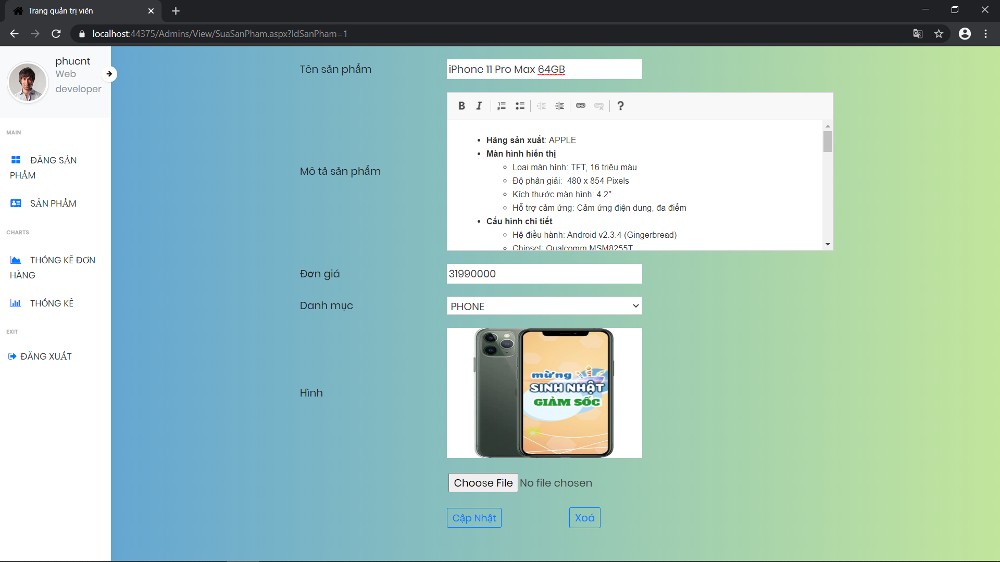 Trang quản trị viên
localhost:44375/Admins/View/SuaSanPham.aspx?IdSanPham=1
phucnt
Web
developer
MAIN
ĐĂNG SẢN
PHẨM
SẢN PHẨM
CHARTS
THỐNG KÊ ĐƠN
HÀNG
THỐNG KÊ
EXIT
ĐĂNG XUẤT
Tên sản phẩm
iPhone 11 Pro Max 64GB
Mô tả sản phẩm
B I ?
Hãng sản xuất: APPLE
Màn hình hiển thị
Loại màn hình: TFT, 16 triệu màu
Độ phân giải: 480 x 854 Pixels
Kích thước màn hình: 4.2"
Hỗ trợ cảm ứng: Cảm ứng điện dung, đa điểm
Cấu hình chi tiết
Hệ điều hành: Android v2.3.4 (Gingerbread)
Chipset: Qualcomm MSM8255T
Đơn giá
31990000
Danh mục
PHONE
Hình
mừng
SINH NHẬT
GIẢM SỐC
Choose File No file chosen
Cập Nhật
Xoá